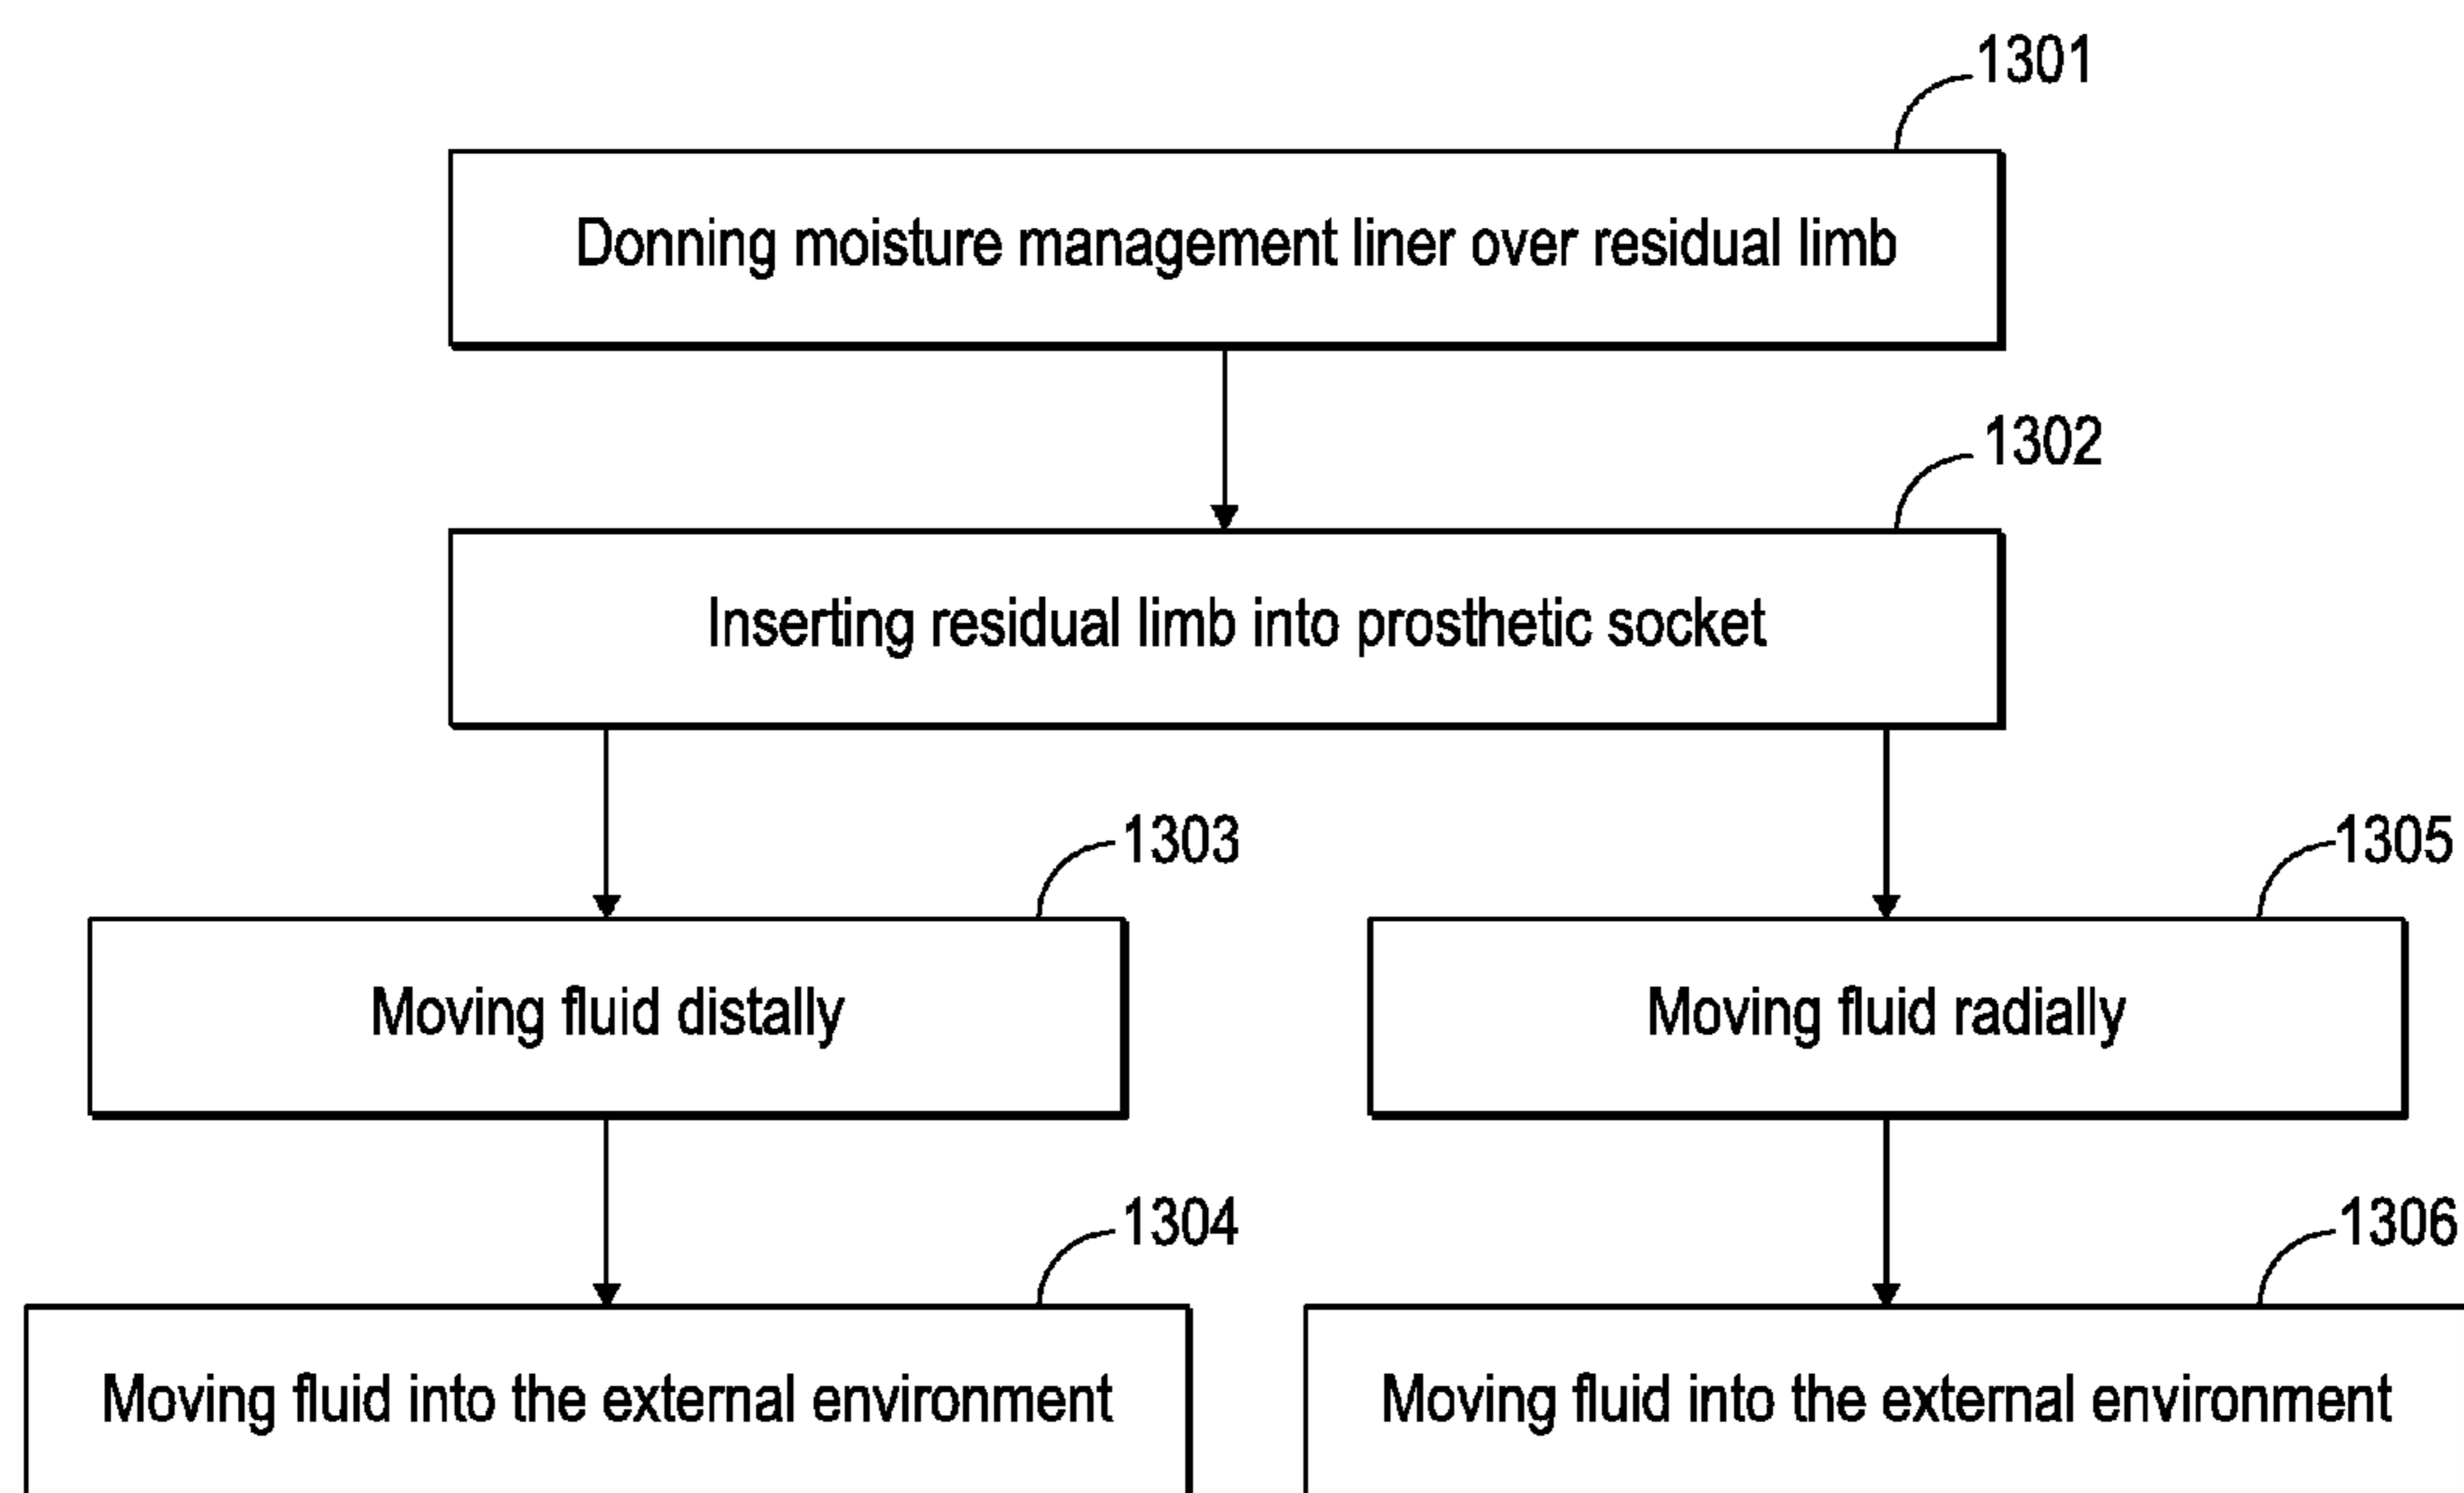 1301
Donning moisture management liner over residual limb
1302
Inserting residual limb into prosthetic socket
1303
1305
Moving fluid distally
Moving fluid radially
1304
1306
Moving fluid into the external environment
Moving fluid into the external environment